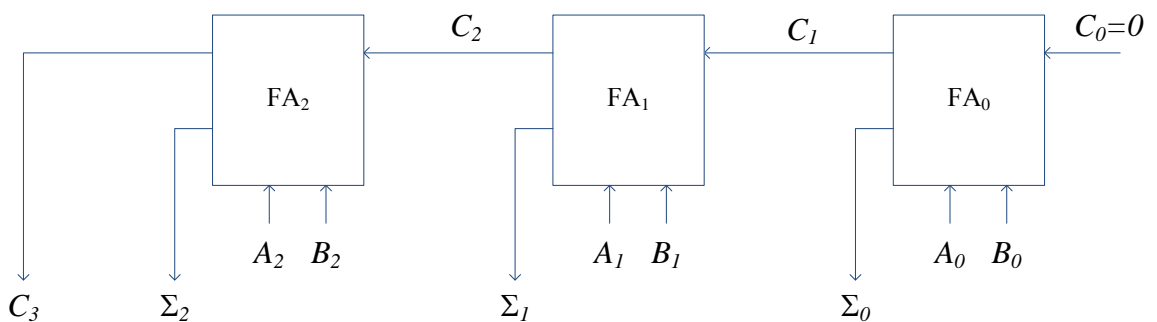 C₂ C₁ C₀=0
FA₂ FA₁ FA₀
A₂ B₂ A₁ B₁ A₀ B₀
C₃ Σ₂ Σ₁ Σ₀